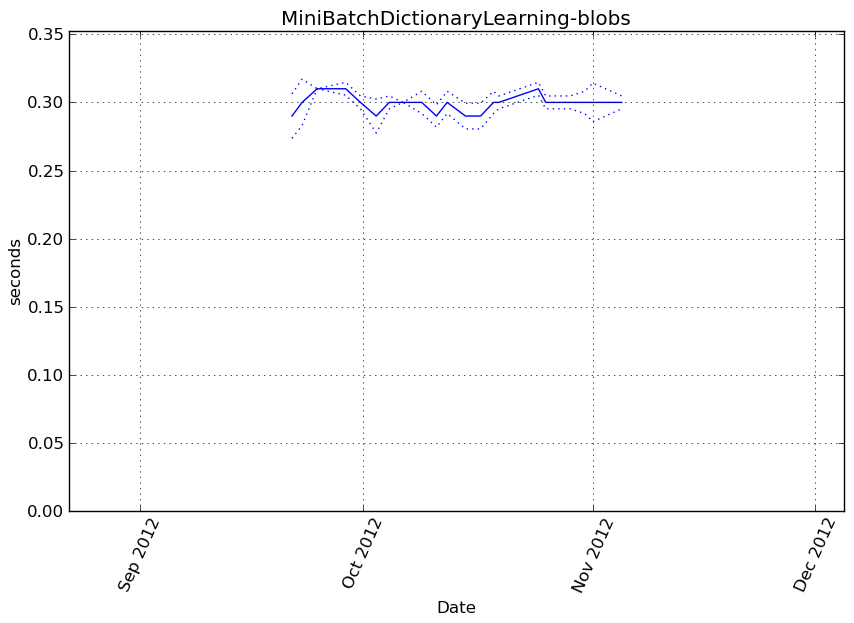 MiniBatchDictionaryLearning-blobs
0.35
0.30
0.25
0.20
0.15
0.10
0.05
0.00
seconds
Sep 2012
Oct 2012
Nov 2012
Dec 2012
Date